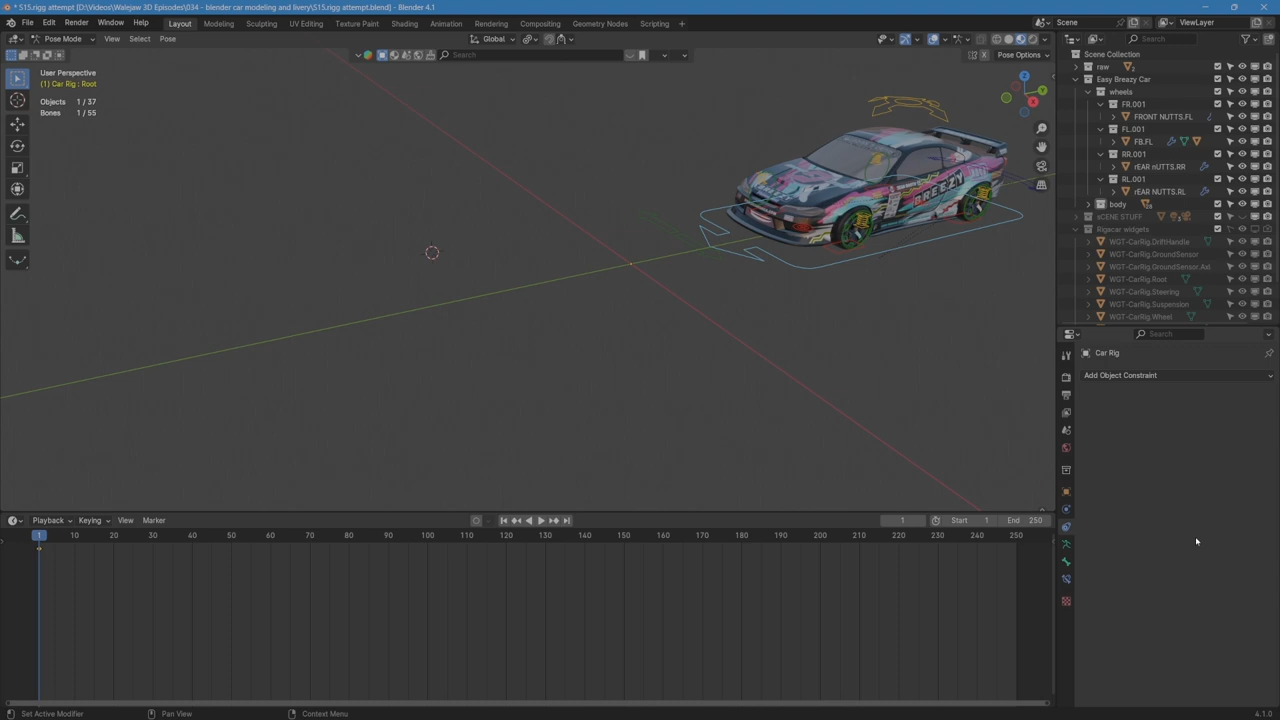 * S15.rigg attempt [D:\Videos\Walejaw 3D Episodes\034 - blender car modeling and livery\S15.rigg attempt.blend] - Blender 4.1
File Edit Render Window Help Layout Modeling Sculpting UV Editing Texture Paint Shading Animation Rendering Compositing Geometry Nodes Scripting + Scene ViewLayer
Pose Mode View Select Pose Global Search
Search Pose Options
User Perspective
(1) Car Rig : Root
Objects 1 / 37
Bones 1 / 55
Z
Y
X
BREEZY
Scene Collection
raw
Easy Breazy Car
wheels
FR.001
FRONT NUTTS.FL
FL.001
FB.FL
RR.001
rEAR nUTTS.RR
RL.001
rEAR NUTTS.RL
body
sCENE STUFF
Rigacar widgets
WGT-CarRig.DriftHandle
WGT-CarRig.GroundSensor
WGT-CarRig.GroundSensor.Axl
WGT-CarRig.Root
WGT-CarRig.Steering
WGT-CarRig.Suspension
WGT-CarRig.Wheel
Search
Car Rig
Add Object Constraint
Playback Keying View Marker 1 Start 1 End 250
1 10 20 30 40 50 60 70 80 90 100 110 120 130 140 150 160 170 180 190 200 210 220 230 240 250
Set Active Modifier Pan View Context Menu 4.1.0